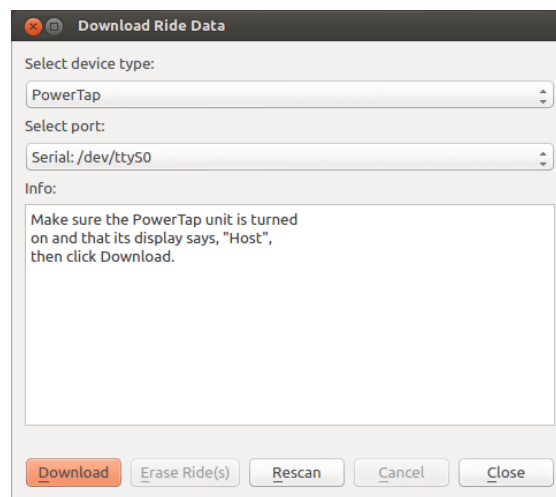 Download Ride Data
Select device type:
PowerTap
Select port:
Serial: /dev/ttyS0
Info:
Make sure the PowerTap unit is turned
on and that its display says, "Host",
then click Download.
Download Erase Ride(s) Rescan Cancel Close